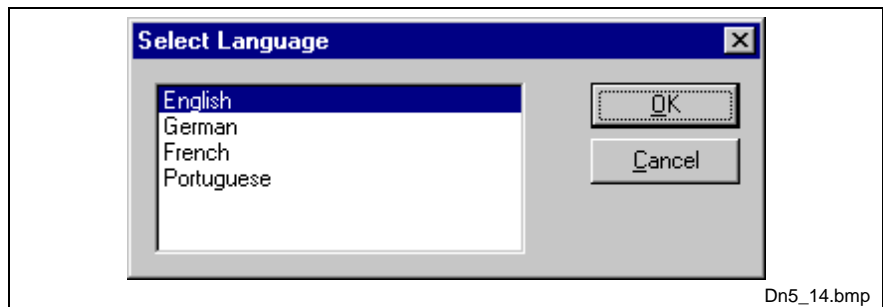 Select Language
English
OK
German
French
Cancel
Portuguese
Dn5_14.bmp